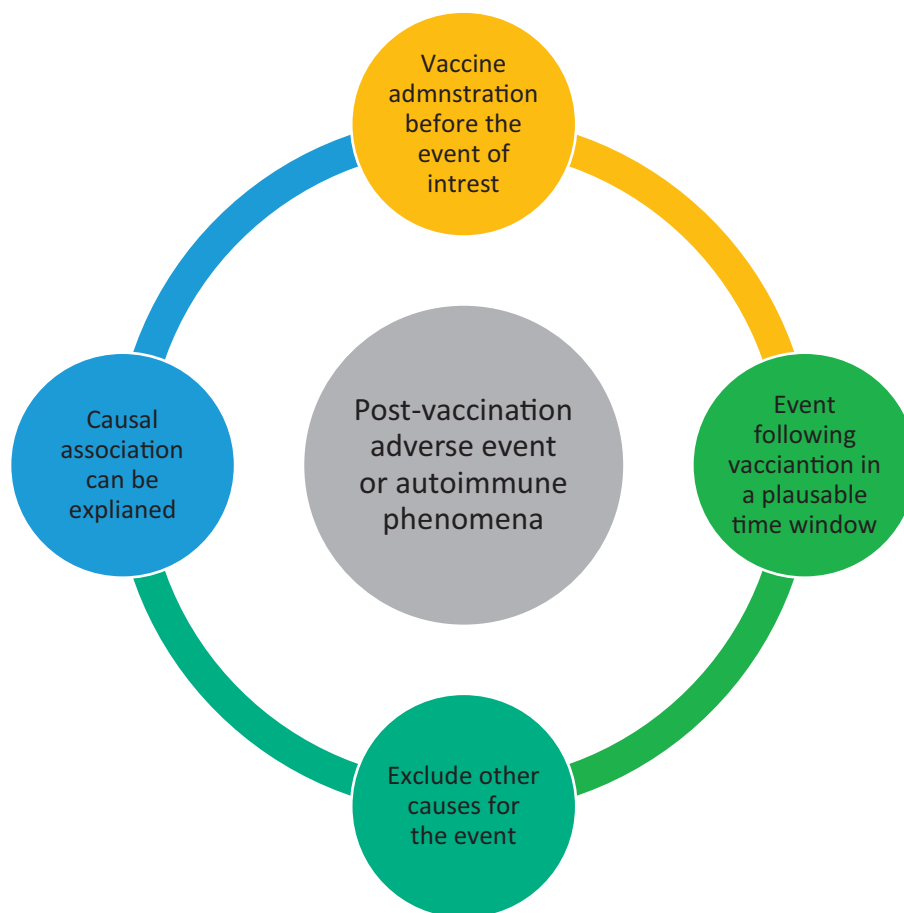 Vaccine
admnstration
before the
event of
intrest
Event
following
vacciantion in
a plausable
time window
Exclude other
causes for
the event
Causal
association
can be
explianed
Post-vaccination
adverse event
or autoimmune
phenomena